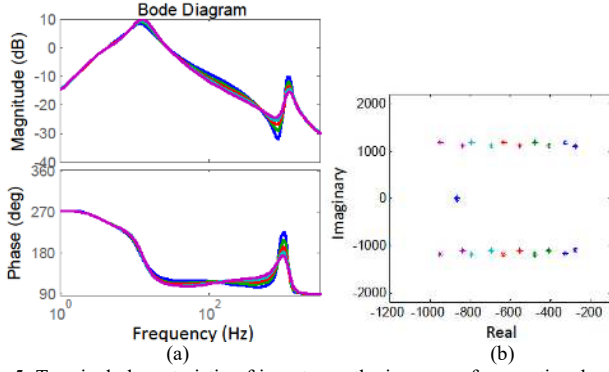 Bode Diagram
Magnitude (dB)
10
0
-10
-20
-30
-40
Phase (deg)
360
270
180
90
10^0
10^2
Frequency (Hz)
(a)
Imaginary
2000
1000
0
-1000
-2000
-1200 -1000 -800 -600 -400 -200
Real
(b)